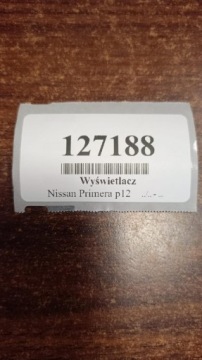 127188
Wyświetlacz
Nissan Primera p12